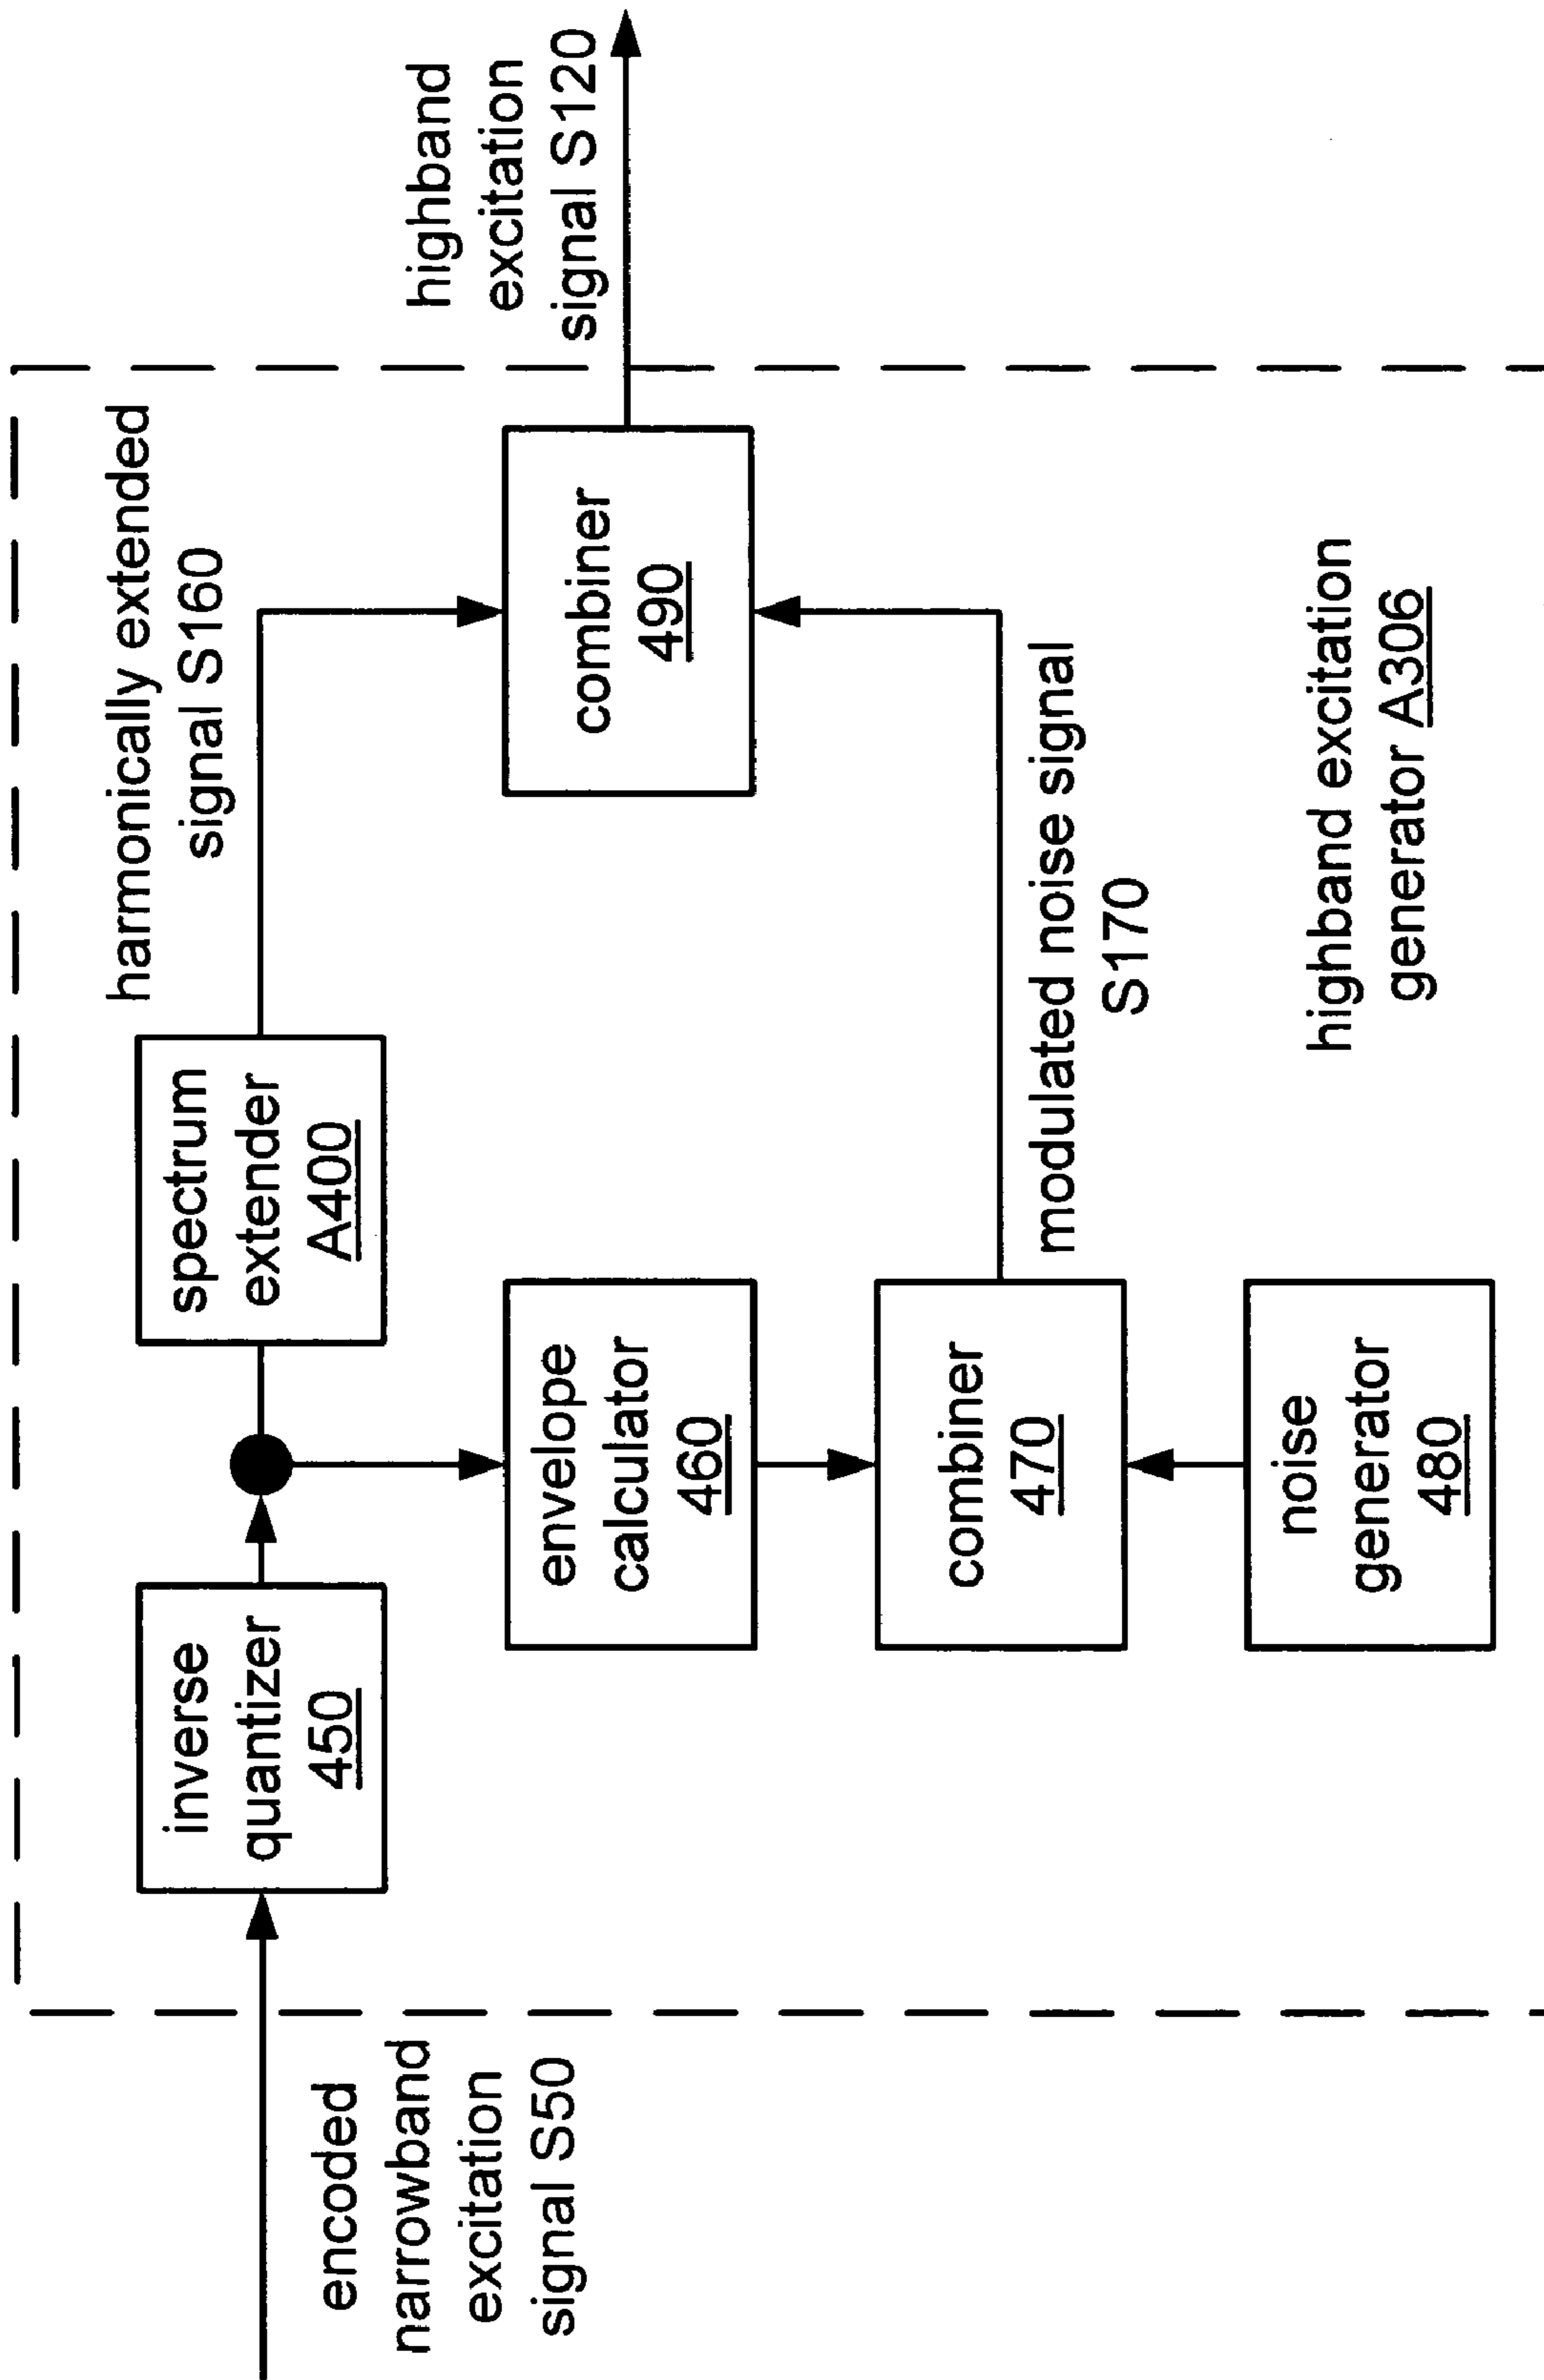 encoded
narrowband
excitation
signal S50
inverse
quantizer
450
spectrum
extender
A400
harmonically extended
signal S160
envelope
calculator
460
combiner
470
noise
generator
480
modulated noise signal
S170
combiner
490
highband
excitation
signal S120
highband excitation
generator A306